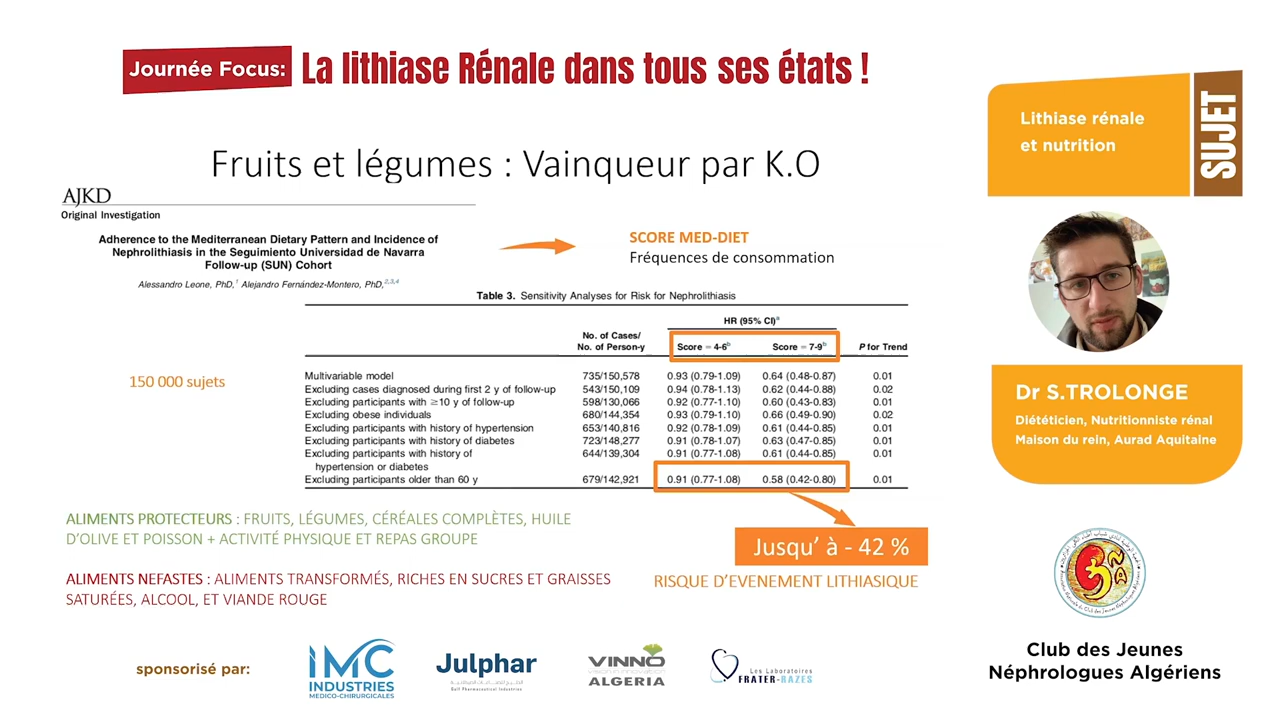 Journée Focus: La lithiase Rénale dans tous ses états !
Lithiase rénale
et nutrition
SUJET
Fruits et légumes : Vainqueur par K.O
AJKD
Original Investigation
Adherence to the Mediterranean Dietary Pattern and Incidence of
Nephrolithiasis in the Seguimiento Universidad de Navarra
Follow-up (SUN) Cohort
Alessandro Leone, PhD,1 Alejandro Fernández-Montero, PhD,2,3,4
SCORE MED-DIET
Fréquences de consommation
Table 3. Sensitivity Analyses for Risk for Nephrolithiasis
HR (95% CI)a
No. of Cases/
No. of Person-y Score = 4-6b Score = 7-9b P for Trend
Multivariable model 735/150,578 0.93 (0.79-1.09) 0.64 (0.48-0.87) 0.01
Excluding cases diagnosed during first 2 y of follow-up 543/150,109 0.94 (0.78-1.13) 0.62 (0.44-0.88) 0.02
Excluding participants with ≥10 y of follow-up 598/130,066 0.92 (0.77-1.10) 0.60 (0.43-0.83) 0.01
Excluding obese individuals 680/144,354 0.93 (0.79-1.10) 0.66 (0.49-0.90) 0.02
Excluding participants with history of hypertension 653/140,816 0.92 (0.78-1.09) 0.61 (0.44-0.85) 0.01
Excluding participants with history of diabetes 723/148,277 0.91 (0.78-1.07) 0.63 (0.47-0.85) 0.01
Excluding participants with history of 644/139,304 0.91 (0.77-1.08) 0.61 (0.44-0.85) 0.01
hypertension or diabetes
Excluding participants older than 60 y 679/142,921 0.91 (0.77-1.08) 0.58 (0.42-0.80) 0.01
150 000 sujets
Dr S.TROLONGE
Diététicien, Nutritionniste rénal
Maison du rein, Aurad Aquitaine
ALIMENTS PROTECTEURS : FRUITS, LÉGUMES, CÉRÉALES COMPLÈTES, HUILE
D'OLIVE ET POISSON + ACTIVITÉ PHYSIQUE ET REPAS GROUPE
Jusqu' à - 42 %
RISQUE D'EVENEMENT LITHIASIQUE
ALIMENTS NEFASTES : ALIMENTS TRANSFORMÉS, RICHES EN SUCRES ET GRAISSES
SATURÉES, ALCOOL, ET VIANDE ROUGE
Club des Jeunes
Néphrologues Algériens
sponsorisé par:
IMC
INDUSTRIES
MEDICO-CHIRURGICALES
Julphar
Gulf Pharmaceutical Industries
VINNO
ALGERIA
Les Laboratoires
FRATER-RAZES